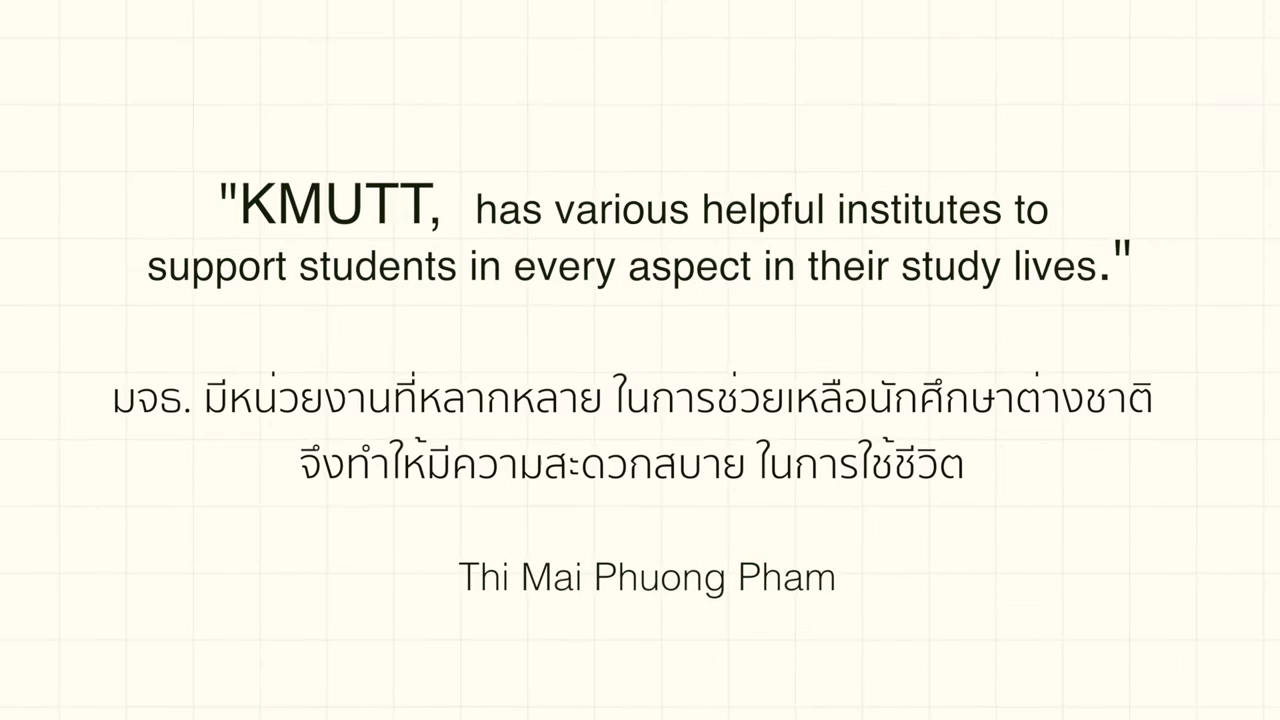 "KMUTT, has various helpful institutes to
support students in every aspect in their study lives."
มจธ. มีหน่วยงานที่หลากหลาย ในการช่วยเหลือนักศึกษาต่างชาติ
จึงทำให้มีความสะดวกสบาย ในการใช้ชีวิต
Thi Mai Phuong Pham